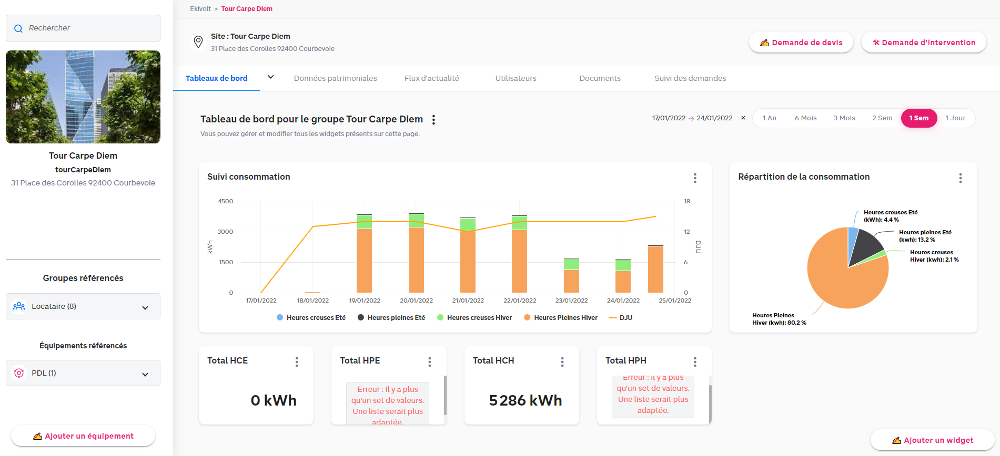 Rechercher
Tour Carpe Diem
tourCarpeDiem
31 Place des Corolles 92400 Courbevoie
Groupes référencés
Locataire (8)
Équipements référencés
PDL (1)
Ajouter un équipement
Ekivolt > Tour Carpe Diem
Site : Tour Carpe Diem
31 Place des Corolles 92400 Courbevoie
Demande de devis
Demande d'intervention
Tableaux de bord
Données patrimoniales
Flux d'actualité
Utilisateurs
Documents
Suivi des demandes
Tableau de bord pour le groupe Tour Carpe Diem
Vous pouvez gérer et modifier tous les widgets présents sur cette page.
17/01/2022 → 24/01/2022 ×
1 An 6 Mois 3 Mois 2 Sem 1 Sem 1 Jour
Suivi consommation
4500 18
3000 12
kWh DJU
1500 6
0 0
17/01/2022 18/01/2022 19/01/2022 20/01/2022 21/01/2022 22/01/2022 23/01/2022 24/01/2022 25/01/2022
Heures creuses Eté Heures pleines Eté Heures creuses Hiver Heures Pleines Hiver DJU
Répartition de la consommation
Heures creuses Eté
(kWh): 4.4 %
Heures pleines Eté
(kwh): 13.2 %
Heures creuses
Hiver (kwh): 2.1 %
Heures Pleines
Hiver (kwh): 80.2 %
Total HCE
0 kWh
Total HPE
Erreur : Il y a plus
qu'un set de valeurs.
Une liste serait plus
adaptée.
Total HCH
5 286 kWh
Total HPH
Erreur : Il y a plus
qu'un set de valeurs.
Une liste serait plus
adaptée.
Ajouter un widget